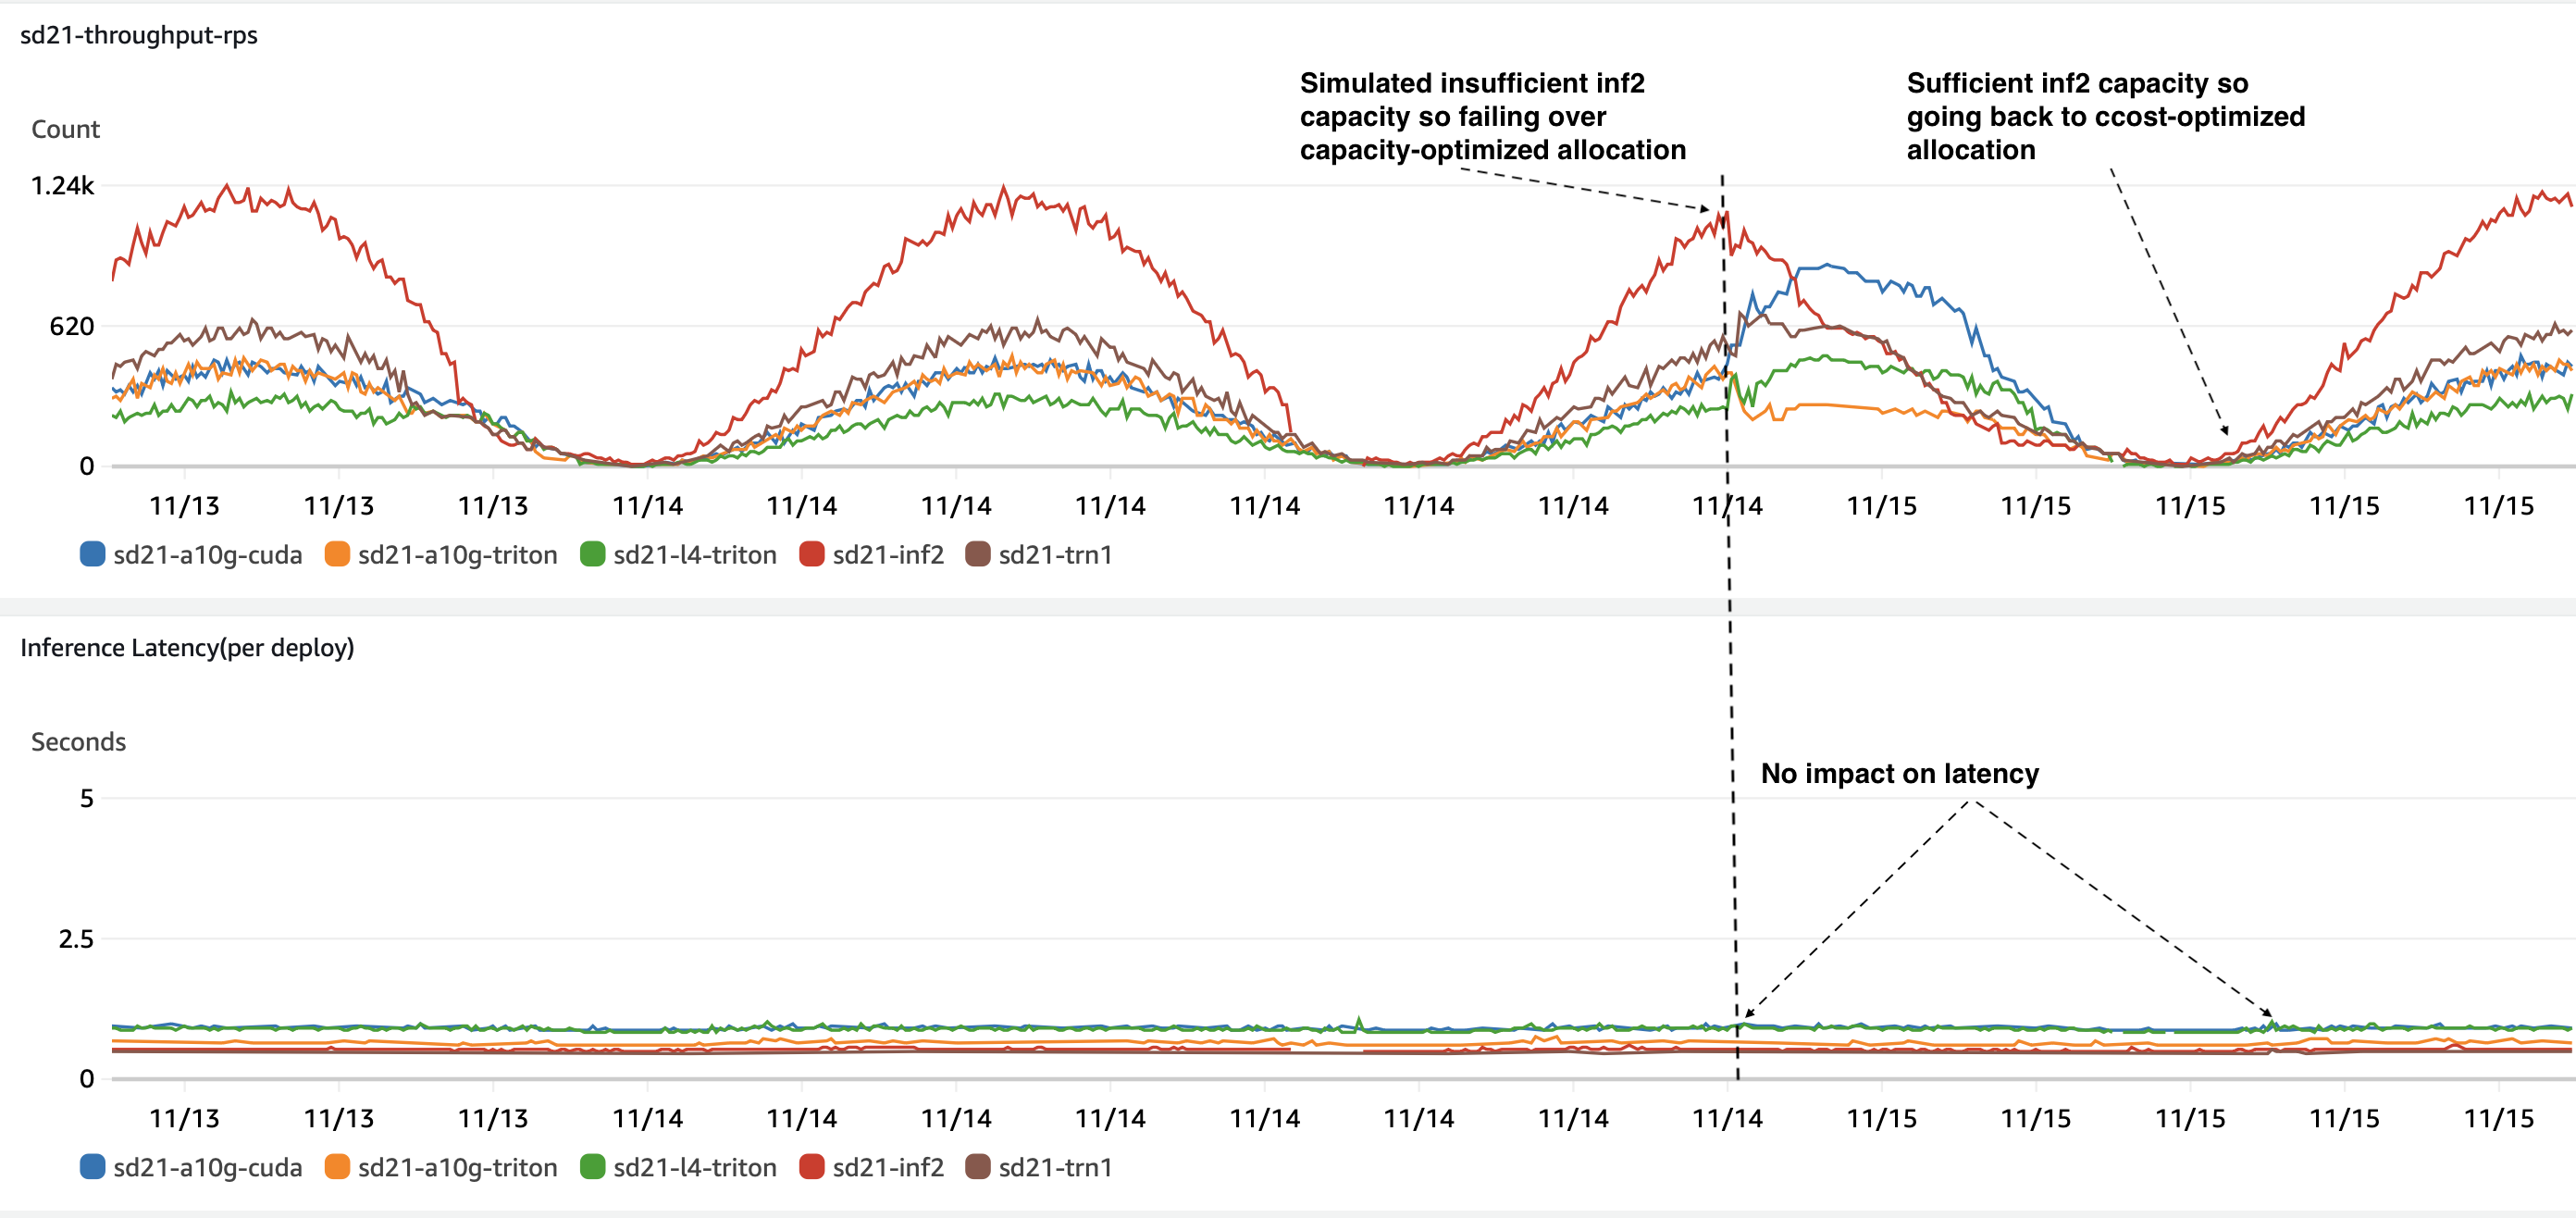 sd21-throughput-rps
Simulated insufficient inf2
capacity so failing over
capacity-optimized allocation
Sufficient inf2 capacity so
going back to ccost-optimized
allocation
Count
1.24k
620
0
11/13 11/13 11/13 11/14 11/14 11/14 11/14 11/14 11/14 11/14 11/14 11/15 11/15 11/15 11/15 11/15
sd21-a10g-cuda sd21-a10g-triton sd21-l4-triton sd21-inf2 sd21-trn1
Inference Latency(per deploy)
Seconds
No impact on latency
5
2.5
0
11/13 11/13 11/13 11/14 11/14 11/14 11/14 11/14 11/14 11/14 11/14 11/15 11/15 11/15 11/15 11/15
sd21-a10g-cuda sd21-a10g-triton sd21-l4-triton sd21-inf2 sd21-trn1